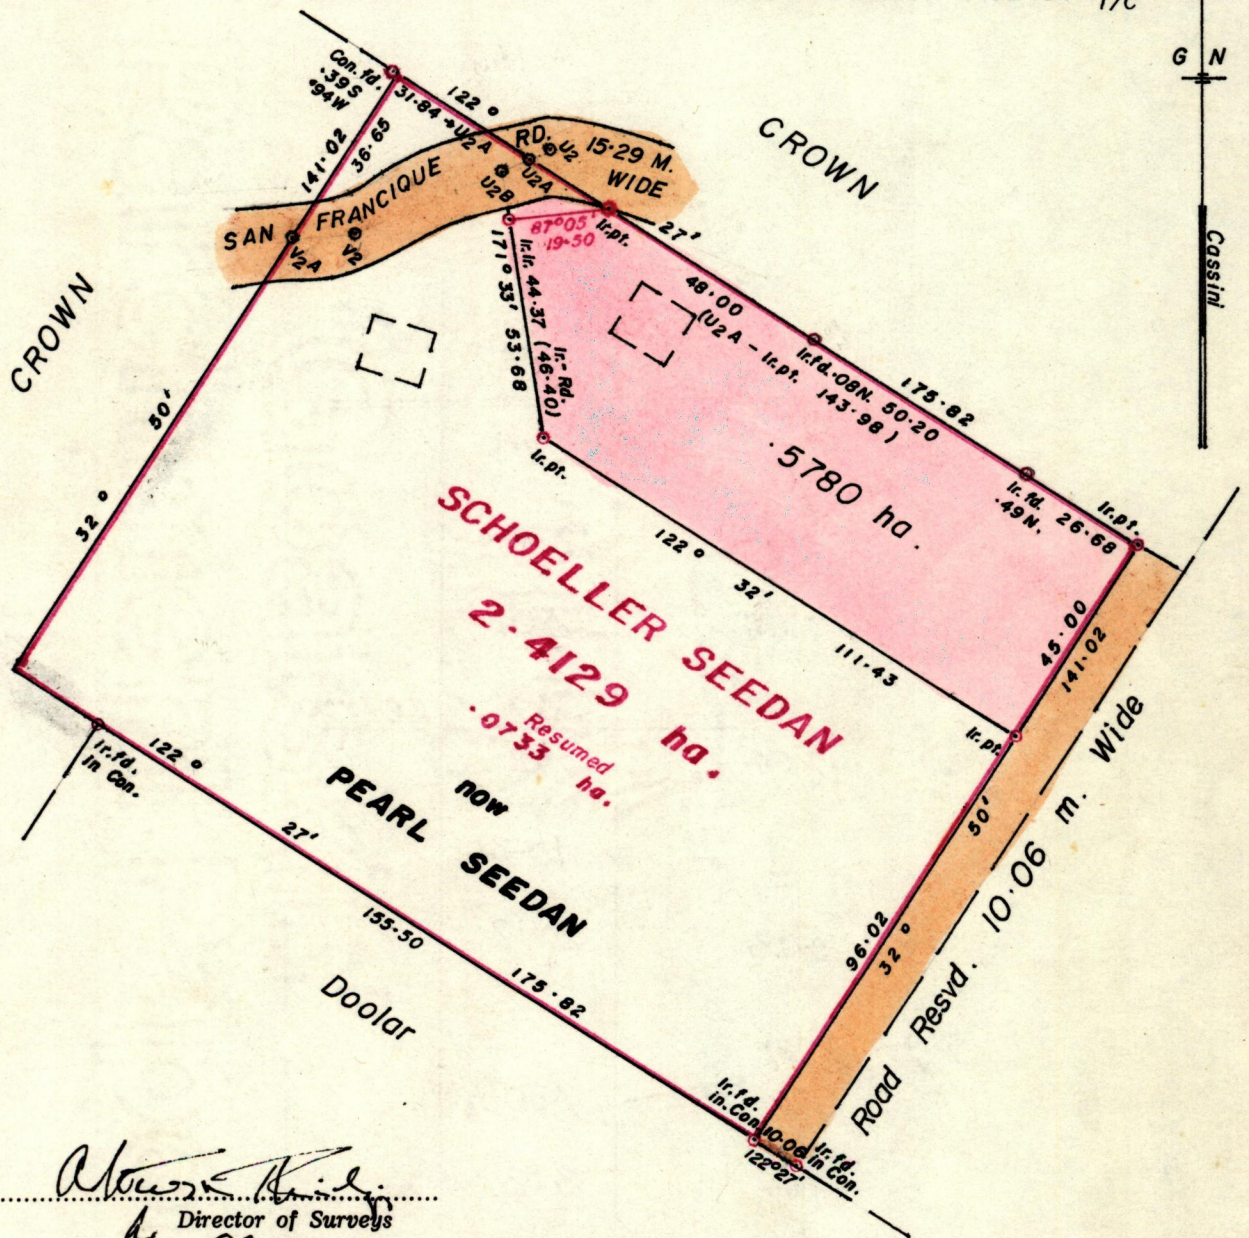 T/C
G N
Cassini
Con. fd.
.39 S
.94 W
31·84 → U2A
122°
141·02
36·65
RD.
U2
15·29 M.
WIDE
U2A
U2B
SAN FRANCIQUE
V2A
V2
CROWN
CROWN
87°05'
19·50
Ir.pt.
27'
171° 33' 53·68
Ir.Ir. 44·37
Ir.- Rd.
(46·40)
Ir.pt.
48·00
(U2A - Ir.pt.
143·98)
Ir.fd.·08N. 50·20
175·82
·5780 ha.
Ir. fd. 26·68
·49N.
Ir.pt.
50'
32°
122° 32' 111·43
45·00
141·02
Ir.pt.
SCHOELLER SEEDAN
2·4129 ha.
Resumed
·0733 ha.
now
PEARL SEEDAN
Ir.fd.
in Con.
122° 27' 155·50
175·82
50'
96·02
32°
Road Resvd. 10·06 m. Wide
Doolar
Ir.fd.
in.Con.
10·06
122°27'
Ir. fd.
in Con.
Director of Surveys